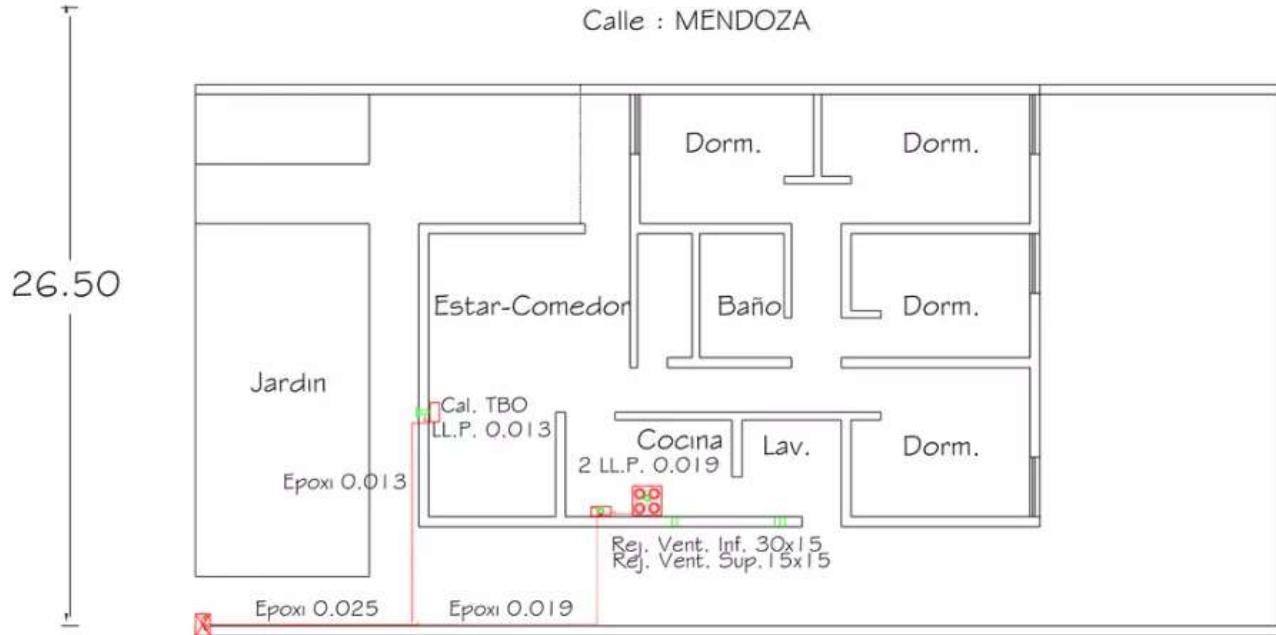 Calle : MENDOZA
Dorm.
Dorm.
26.50
Estar-Comedor
Baño
Dorm.
Jardin
Cal. TBO
LL.P. 0.013
Cocina
Lav.
Dorm.
2 LL.P. 0.019
Epoxi 0.013
Rej. Vent. Inf. 30x15
Rej. Vent. Sup.15x15
Epoxi 0.025
Epoxi 0.019